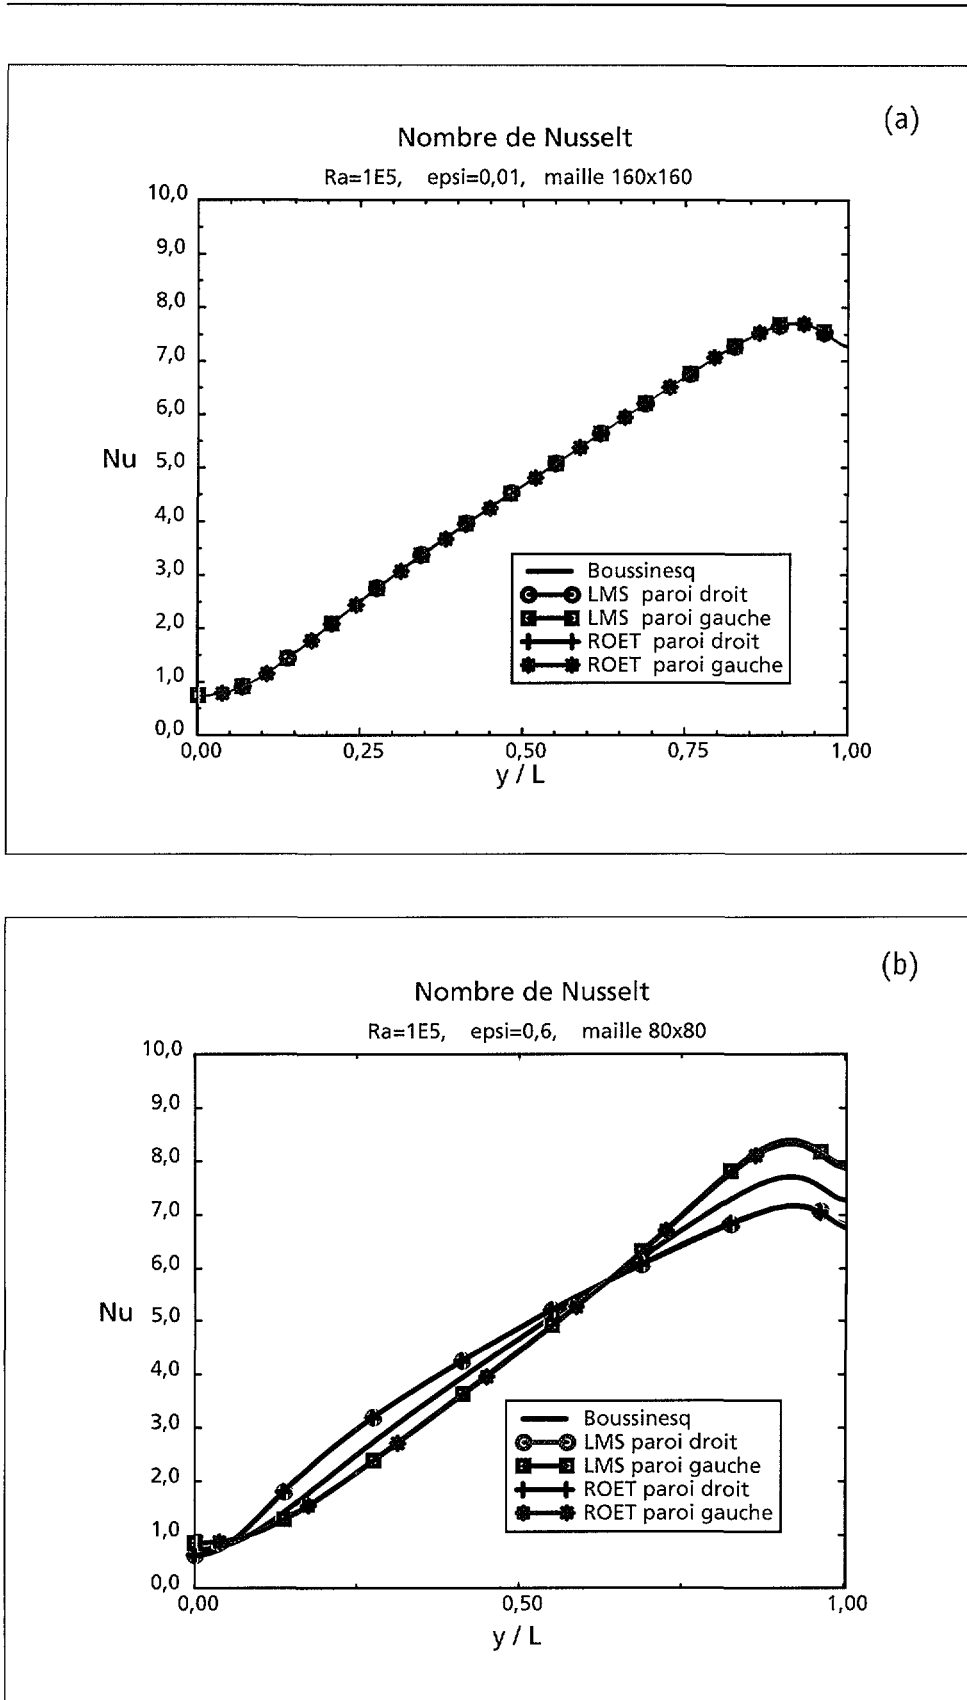 (a)
Nombre de Nusselt
Ra=1E5, epsi=0,01, maille 160x160
10,0
9,0
8,0
7,0
6,0
5,0
4,0
3,0
2,0
1,0
0,0
Nu
Boussinesq
LMS paroi droit
LMS paroi gauche
ROET paroi droit
ROET paroi gauche
0,00 0,25 0,50 0,75 1,00
y / L
(b)
Nombre de Nusselt
Ra=1E5, epsi=0,6, maille 80x80
10,0
9,0
8,0
7,0
6,0
5,0
4,0
3,0
2,0
1,0
0,0
Nu
Boussinesq
LMS paroi droit
LMS paroi gauche
ROET paroi droit
ROET paroi gauche
0,00 0,50 1,00
y / L